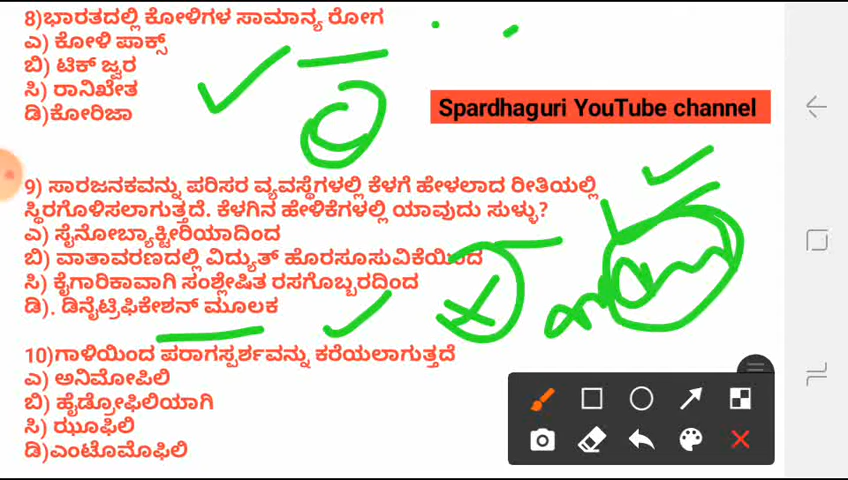 8)ಭಾರತದಲ್ಲಿ ಕೋಳಿಗಳ ಸಾಮಾನ್ಯ ರೋಗ
ಎ) ಕೋಳಿ ಪಾಕ್ಸ್
ಬಿ) ಟಿಕ್ ಜ್ವರ
ಸಿ) ರಾನಿಖೇತ
ಡಿ)ಕೋರಿಜಾ
Spardhaguri YouTube channel
9) ಸಾರಜನಕವನ್ನು ಪರಿಸರ ವ್ಯವಸ್ಥೆಗಳಲ್ಲಿ ಕೆಳಗೆ ಹೇಳಲಾದ ರೀತಿಯಲ್ಲಿ
ಸ್ಥಿರಗೊಳಿಸಲಾಗುತ್ತದೆ. ಕೆಳಗಿನ ಹೇಳಿಕೆಗಳಲ್ಲಿ ಯಾವುದು ಸುಳ್ಳು?
ಎ) ಸೈನೋಬ್ಯಾಕ್ಟೀರಿಯಾದಿಂದ
ಬಿ) ವಾತಾವರಣದಲ್ಲಿ ವಿದ್ಯುತ್ ಹೊರಸೂಸುವಿಕೆಯಿಂದ
ಸಿ) ಕೈಗಾರಿಕಾವಾಗಿ ಸಂಶ್ಲೇಷಿತ ರಸಗೊಬ್ಬರದಿಂದ
ಡಿ). ಡಿನೈಟ್ರಿಫಿಕೇಶನ್ ಮೂಲಕ
10)ಗಾಳಿಯಿಂದ ಪರಾಗಸ್ಪರ್ಶವನ್ನು ಕರೆಯಲಾಗುತ್ತದೆ
ಎ) ಅನಿಮೋಪಿಲಿ
ಬಿ) ಹೈಡ್ರೋಫಿಲಿಯಾಗಿ
ಸಿ) ಝೂಫಿಲಿ
ಡಿ)ಎಂಟೊಮೊಫಿಲಿ